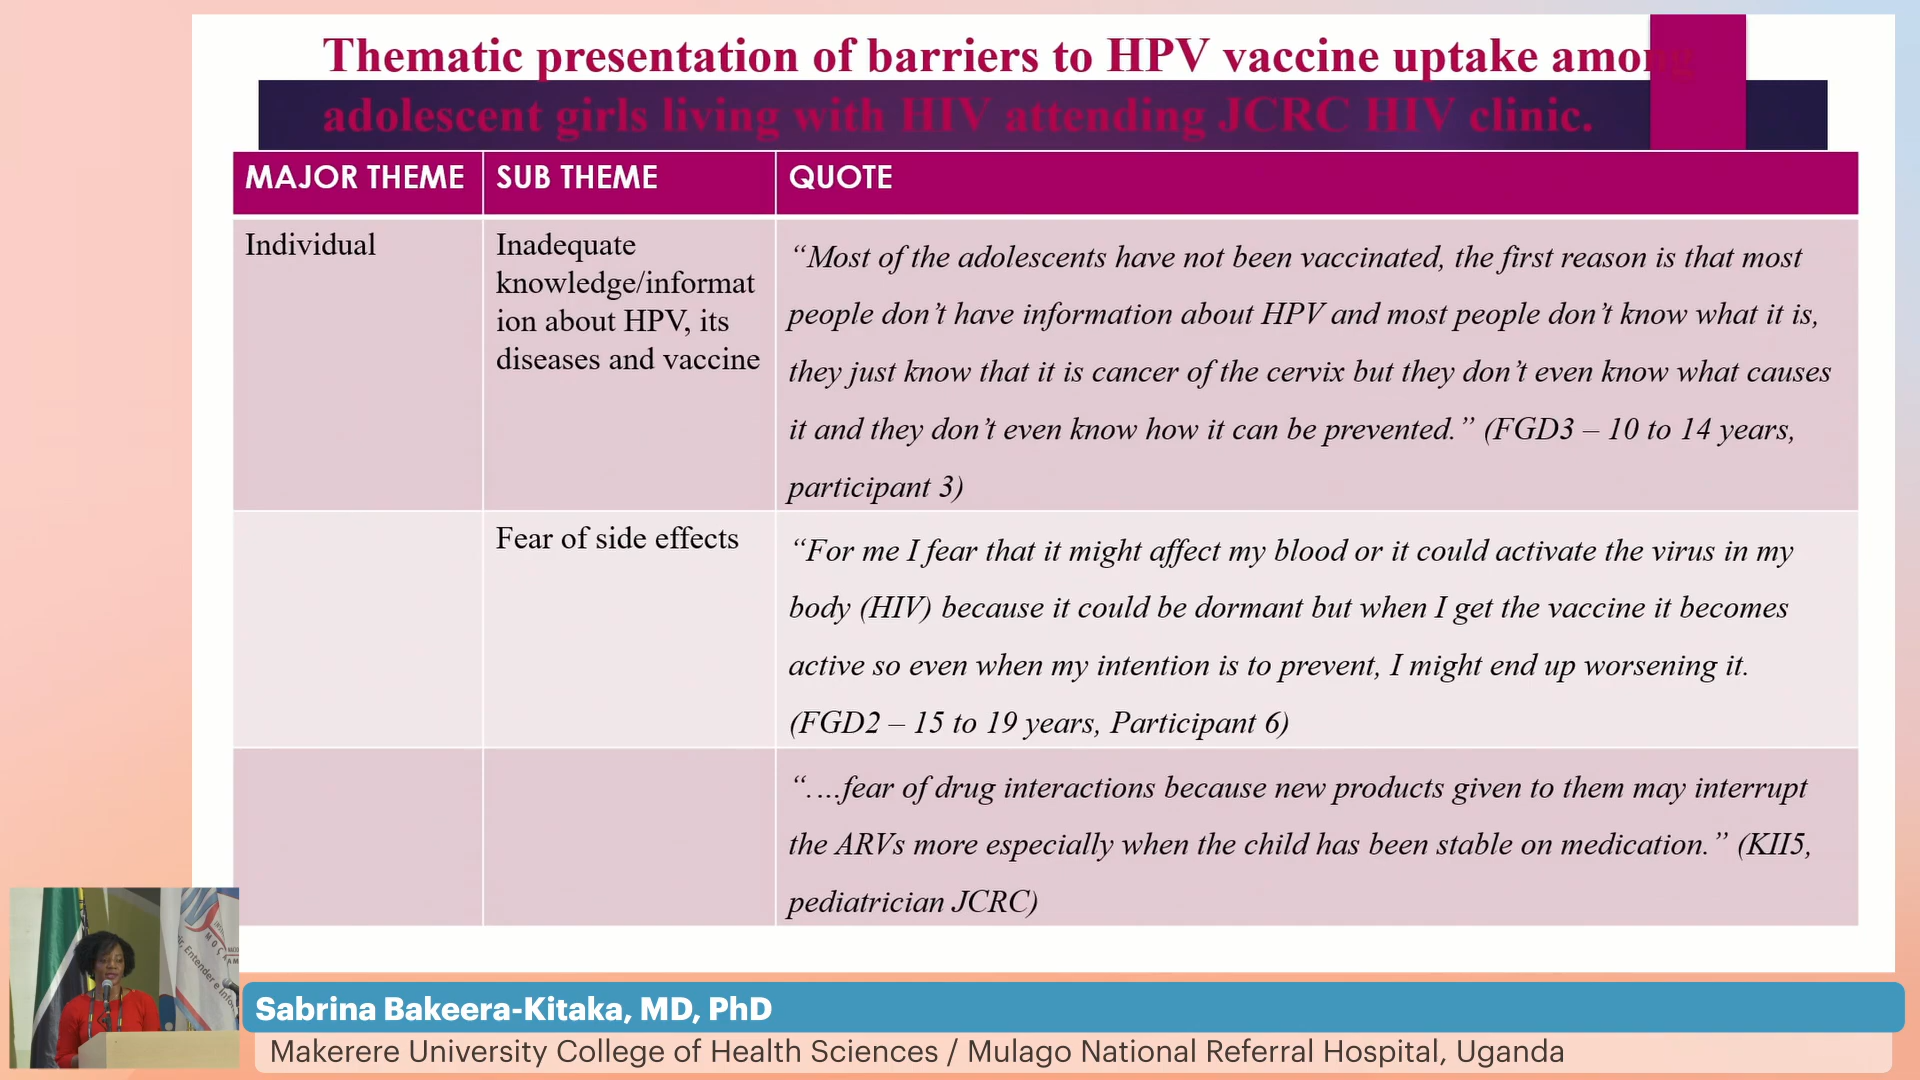 Thematic presentation of barriers to HPV vaccine uptake among
adolescent girls living with HIV attending JCRC HIV clinic.
MAJOR THEME
SUB THEME
QUOTE
Individual
Inadequate
knowledge/informat
ion about HPV, its
diseases and vaccine
“Most of the adolescents have not been vaccinated, the first reason is that most
people don’t have information about HPV and most people don’t know what it is,
they just know that it is cancer of the cervix but they don’t even know what causes
it and they don’t even know how it can be prevented.” (FGD3 – 10 to 14 years,
participant 3)
Fear of side effects
“For me I fear that it might affect my blood or it could activate the virus in my
body (HIV) because it could be dormant but when I get the vaccine it becomes
active so even when my intention is to prevent, I might end up worsening it.
(FGD2 – 15 to 19 years, Participant 6)
“….fear of drug interactions because new products given to them may interrupt
the ARVs more especially when the child has been stable on medication.” (KII5,
pediatrician JCRC)
Sabrina Bakeera-Kitaka, MD, PhD
Makerere University College of Health Sciences / Mulago National Referral Hospital, Uganda